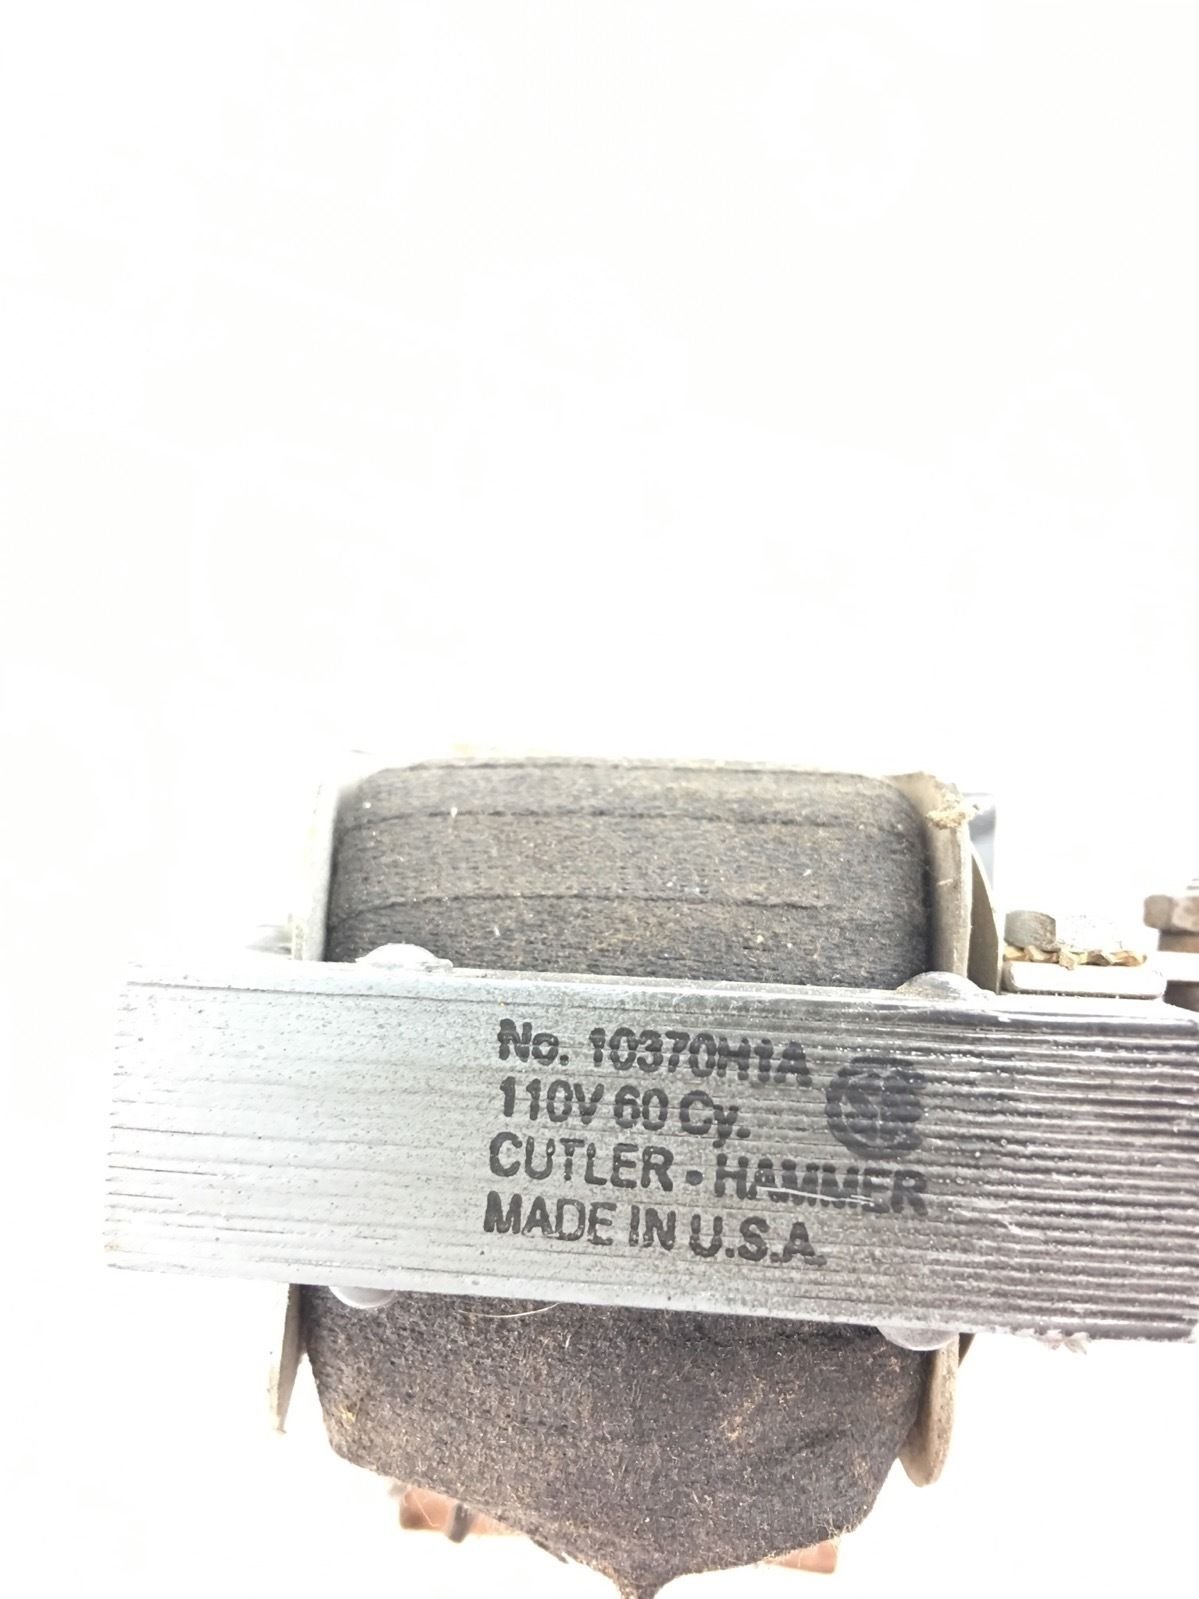 No. 10370H1A
110V 60 Cy.
CUTLER-HAMMER
MADE IN U.S.A.